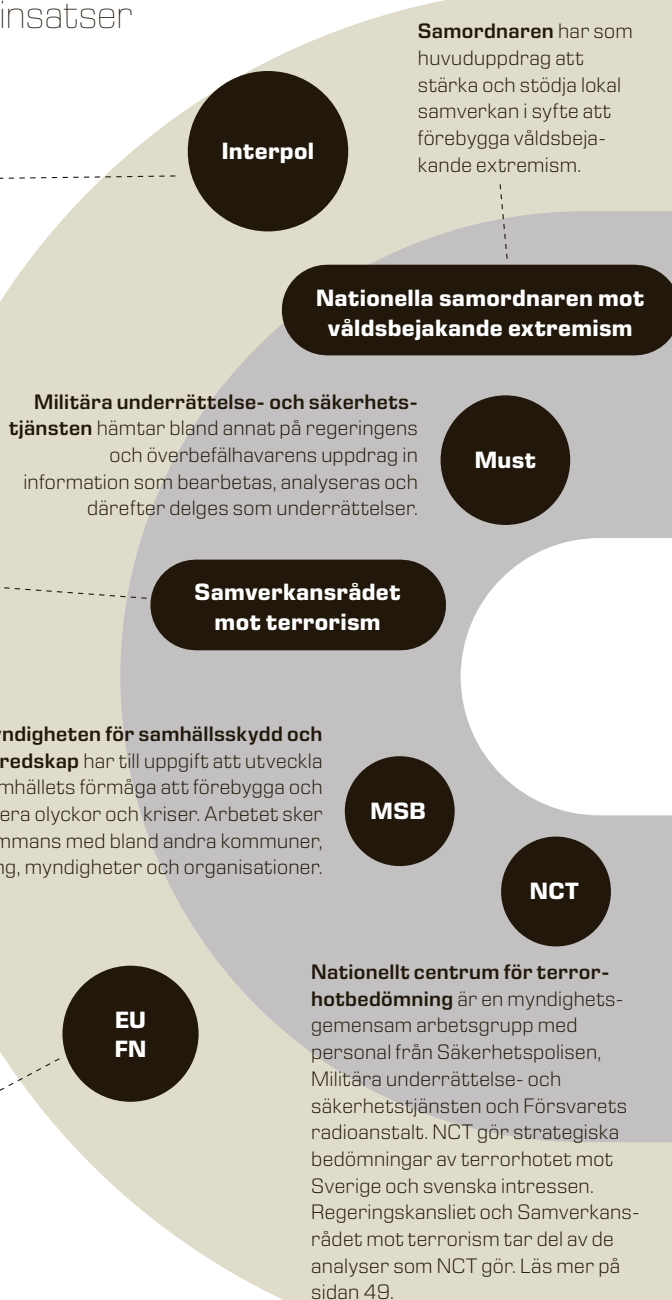 insatser
Samordnaren har som
huvuduppdrag att
stärka och stödja lokal
samverkan i syfte att
förebygga våldsbeja-
kande extremism.
Interpol
Nationella samordnaren mot
våldsbejakande extremism
Militära underrättelse- och säkerhets-
tjänsten hämtar bland annat på regeringens
och överbefälhavarens uppdrag in
information som bearbetas, analyseras och
därefter delges som underrättelser.
Must
Samverkansrådet
mot terrorism
yndigheten för samhällsskydd och
redskap har till uppgift att utveckla
mhällets förmåga att förebygga och
era olyckor och kriser. Arbetet sker
mmans med bland andra kommuner,
ng, myndigheter och organisationer.
MSB
NCT
EU
FN
Nationellt centrum för terror-
hotbedömning är en myndighets-
gemensam arbetsgrupp med
personal från Säkerhetspolisen,
Militära underrättelse- och
säkerhetstjänsten och Försvarets
radioanstalt. NCT gör strategiska
bedömningar av terrorhotet mot
Sverige och svenska intressen.
Regeringskansliet och Samverkans-
rådet mot terrorism tar del av de
analyser som NCT gör. Läs mer på
sidan 49.